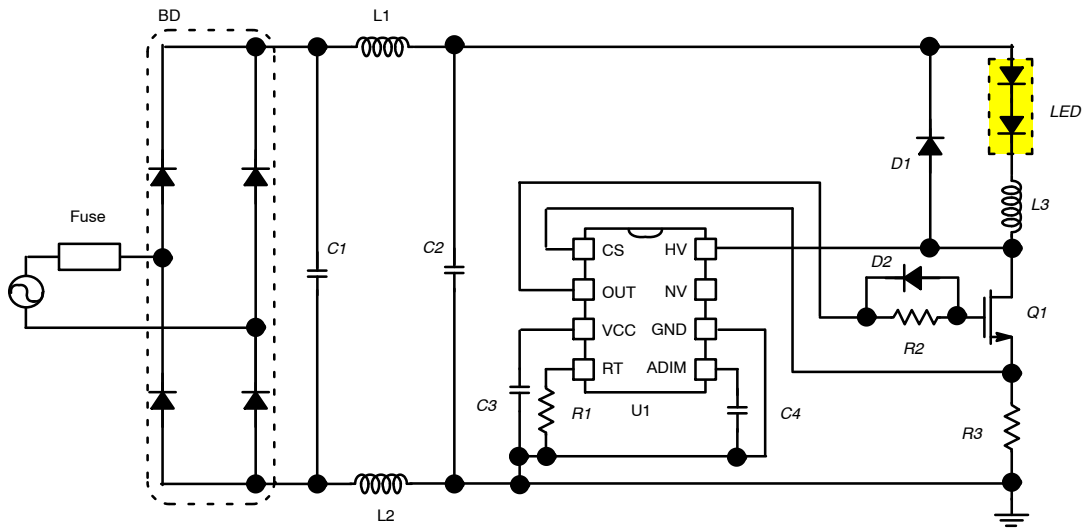 BD
L1
LED
D1
L3
Fuse
C1
C2
CS
HV
D2
OUT
NV
Q1
VCC
GND
R2
RT
ADIM
C3
R1
U1
C4
R3
L2